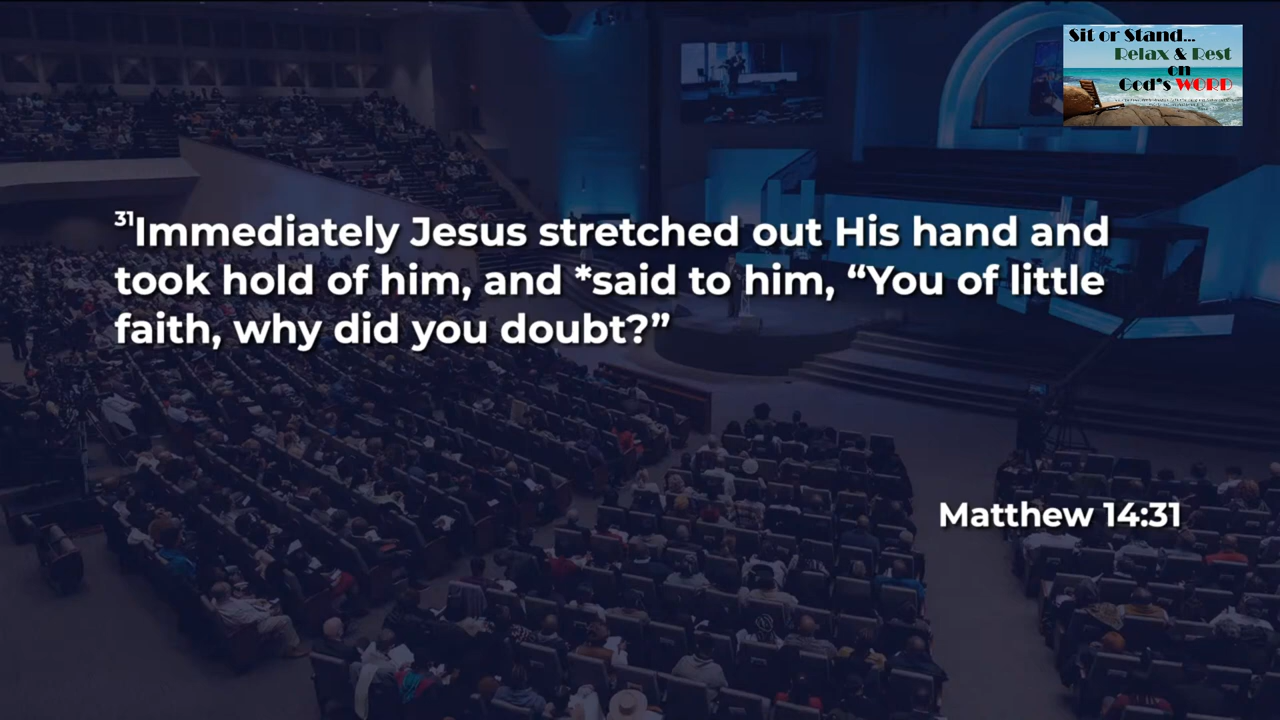 Sit or Stand...
Relax & Rest
on
God's WORD
31Immediately Jesus stretched out His hand and
took hold of him, and *said to him, “You of little
faith, why did you doubt?”
Matthew 14:31